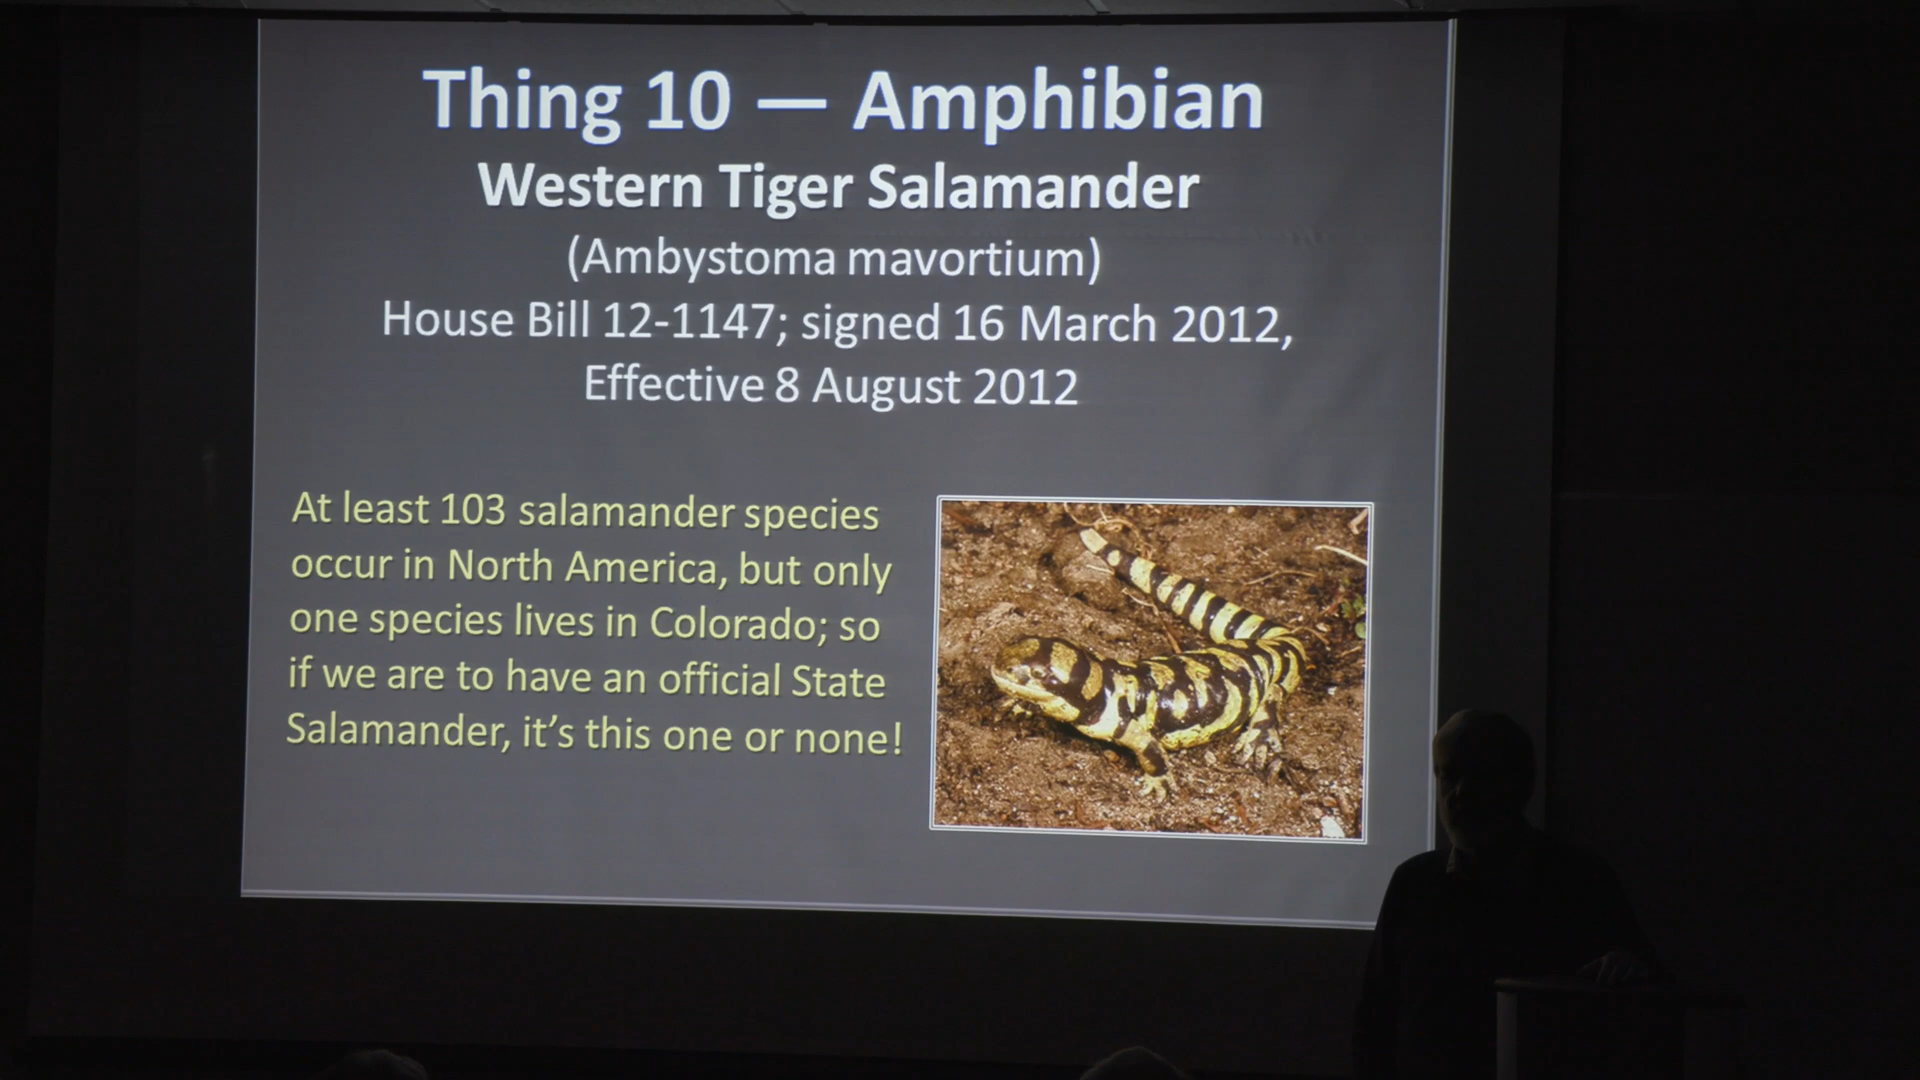 Thing 10 — Amphibian
Western Tiger Salamander
(Ambystoma mavortium)
House Bill 12-1147; signed 16 March 2012,
Effective 8 August 2012
At least 103 salamander species
occur in North America, but only
one species lives in Colorado; so
if we are to have an official State
Salamander, it's this one or none!